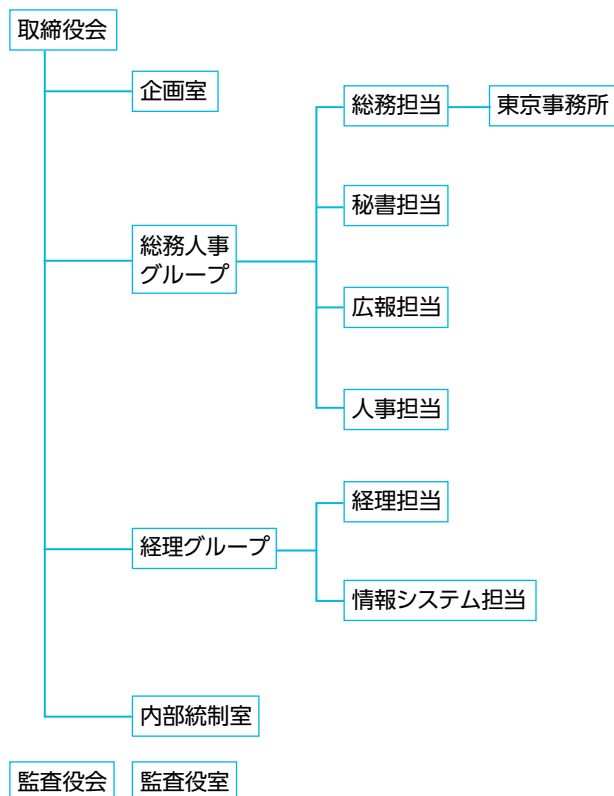 取締役会
企画室
総務担当
東京事務所
秘書担当
総務人事
グループ
広報担当
人事担当
経理担当
経理グループ
情報システム担当
内部統制室
監査役会
監査役室